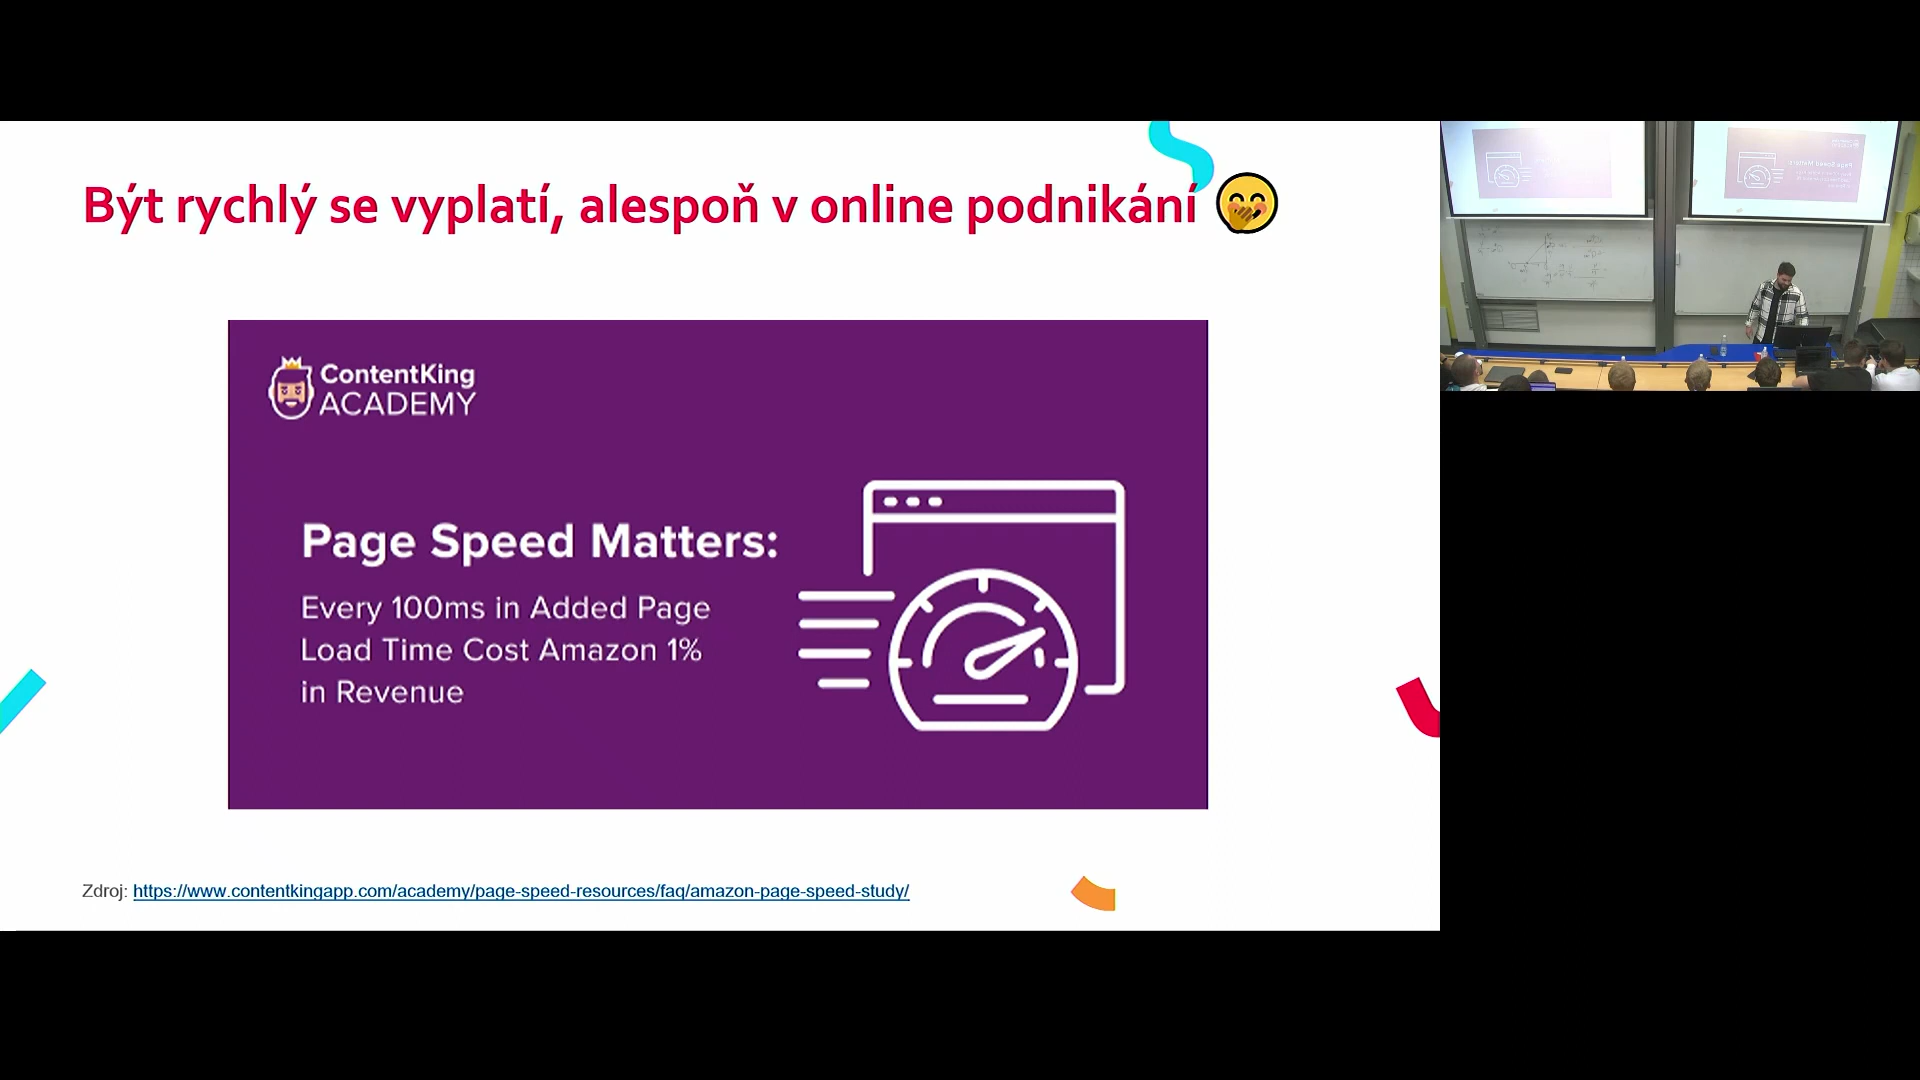 Být rychlý se vyplatí, alespoň v online podnikání
ContentKing
ACADEMY
Page Speed Matters:
Every 100ms in Added Page
Load Time Cost Amazon 1%
in Revenue
Zdroj: https://www.contentkingapp.com/academy/page-speed-resources/faq/amazon-page-speed-study/